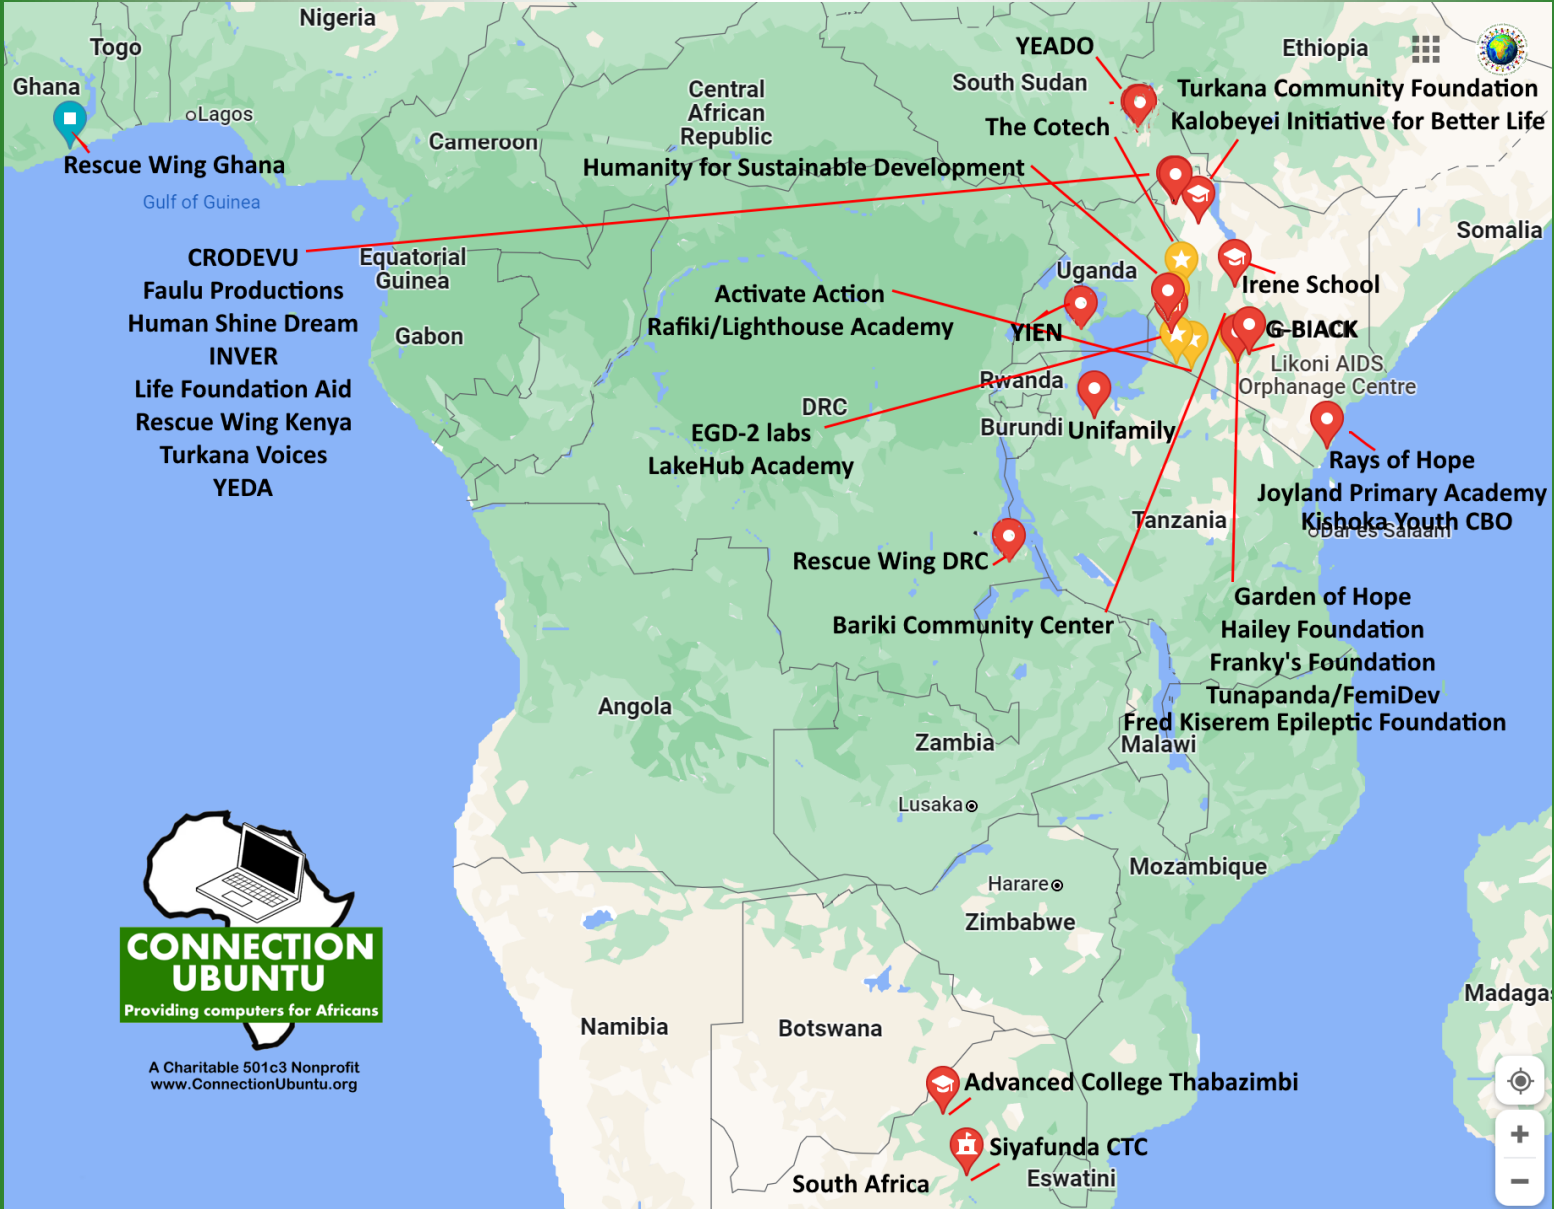 Nigeria
Togo
Ghana
Lagos
Rescue Wing Ghana
Gulf of Guinea
Cameroon
Central
African
Republic
South Sudan
Ethiopia
YEADO
The Cotech
Turkana Community Foundation
Kalobeyei Initiative for Better Life
Humanity for Sustainable Development
Somalia
CRODEVU
Faulu Productions
Human Shine Dream
INVER
Life Foundation Aid
Rescue Wing Kenya
Turkana Voices
YEDA
Equatorial
Guinea
Gabon
Uganda
Irene School
Activate Action
Rafiki/Lighthouse Academy
YIEN
G-BIACK
Likoni AIDS
Orphanage Centre
Rwanda
DRC
Burundi
Unifamily
EGD-2 labs
LakeHub Academy
Rays of Hope
Joyland Primary Academy
Kishoka Youth CBO
Dar es Salaam
Tanzania
Rescue Wing DRC
Bariki Community Center
Garden of Hope
Hailey Foundation
Franky's Foundation
Tunapanda/FemiDev
Fred Kiserem Epileptic Foundation
Malawi
Angola
Zambia
Lusaka
Mozambique
Harare
Zimbabwe
CONNECTION
UBUNTU
Providing computers for Africans
A Charitable 501c3 Nonprofit
www.ConnectionUbuntu.org
Namibia
Botswana
Madagas
Advanced College Thabazimbi
Siyafunda CTC
South Africa
Eswatini